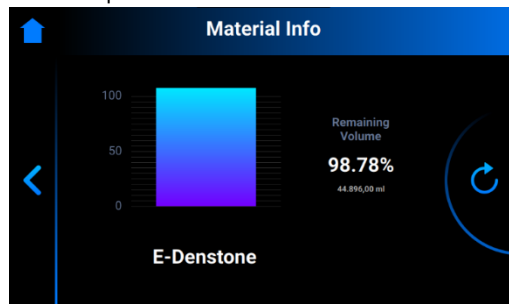 Material Info
100
50
0
Remaining
Volume
98.78%
44.896,00 ml
E-Denstone